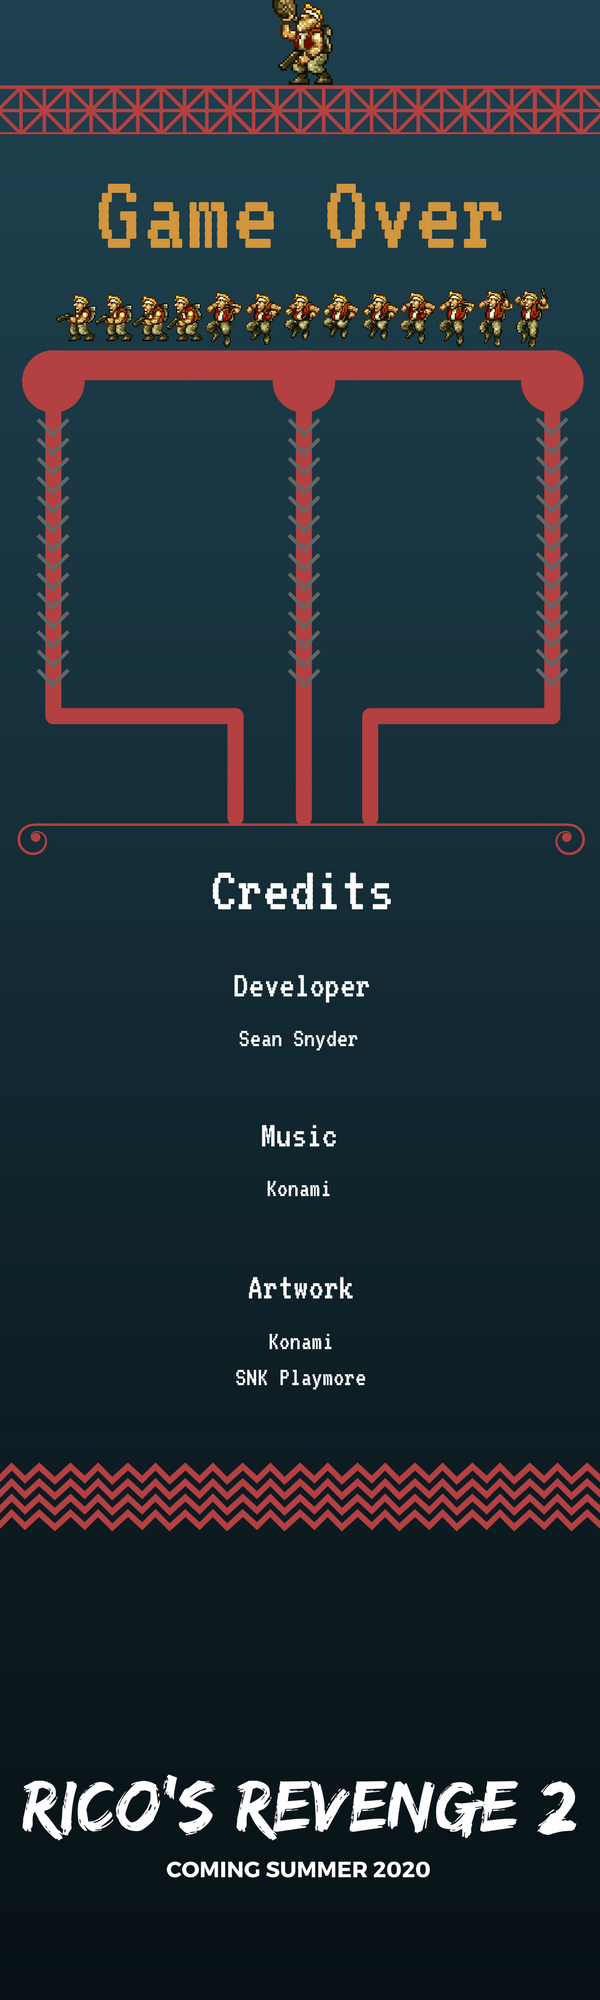 Game Over
Credits
Developer
Sean Snyder
Music
Konami
Artwork
Konami
SNK Playmore
RICO'S REVENGE 2
COMING SUMMER 2020